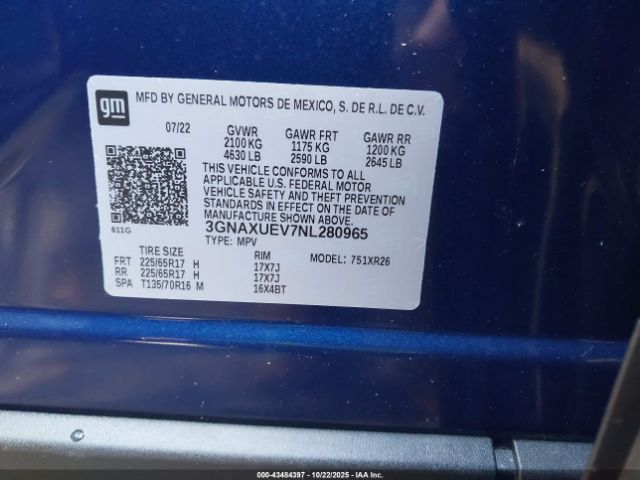 gm
MFD BY GENERAL MOTORS DE MEXICO, S. DE R.L. DE C.V.
07/22 GVWR GAWR FRT GAWR RR
2100 KG 1175 KG 1200 KG
4630 LB 2590 LB 2645 LB
THIS VEHICLE CONFORMS TO ALL
APPLICABLE U.S. FEDERAL MOTOR
VEHICLE SAFETY AND THEFT PREVENTION
STANDARDS IN EFFECT ON THE DATE OF
MANUFACTURE SHOWN ABOVE.
3GNAXUEV7NL280965
611G
TYPE: MPV
TIRE SIZE RIM MODEL: 751XR26
FRT 225/65R17 H 17X7J
RR 225/65R17 H 17X7J
SPA T135/70R16 M 16X4BT
000-43484397 - 10/22/2025 - IAAI.COM